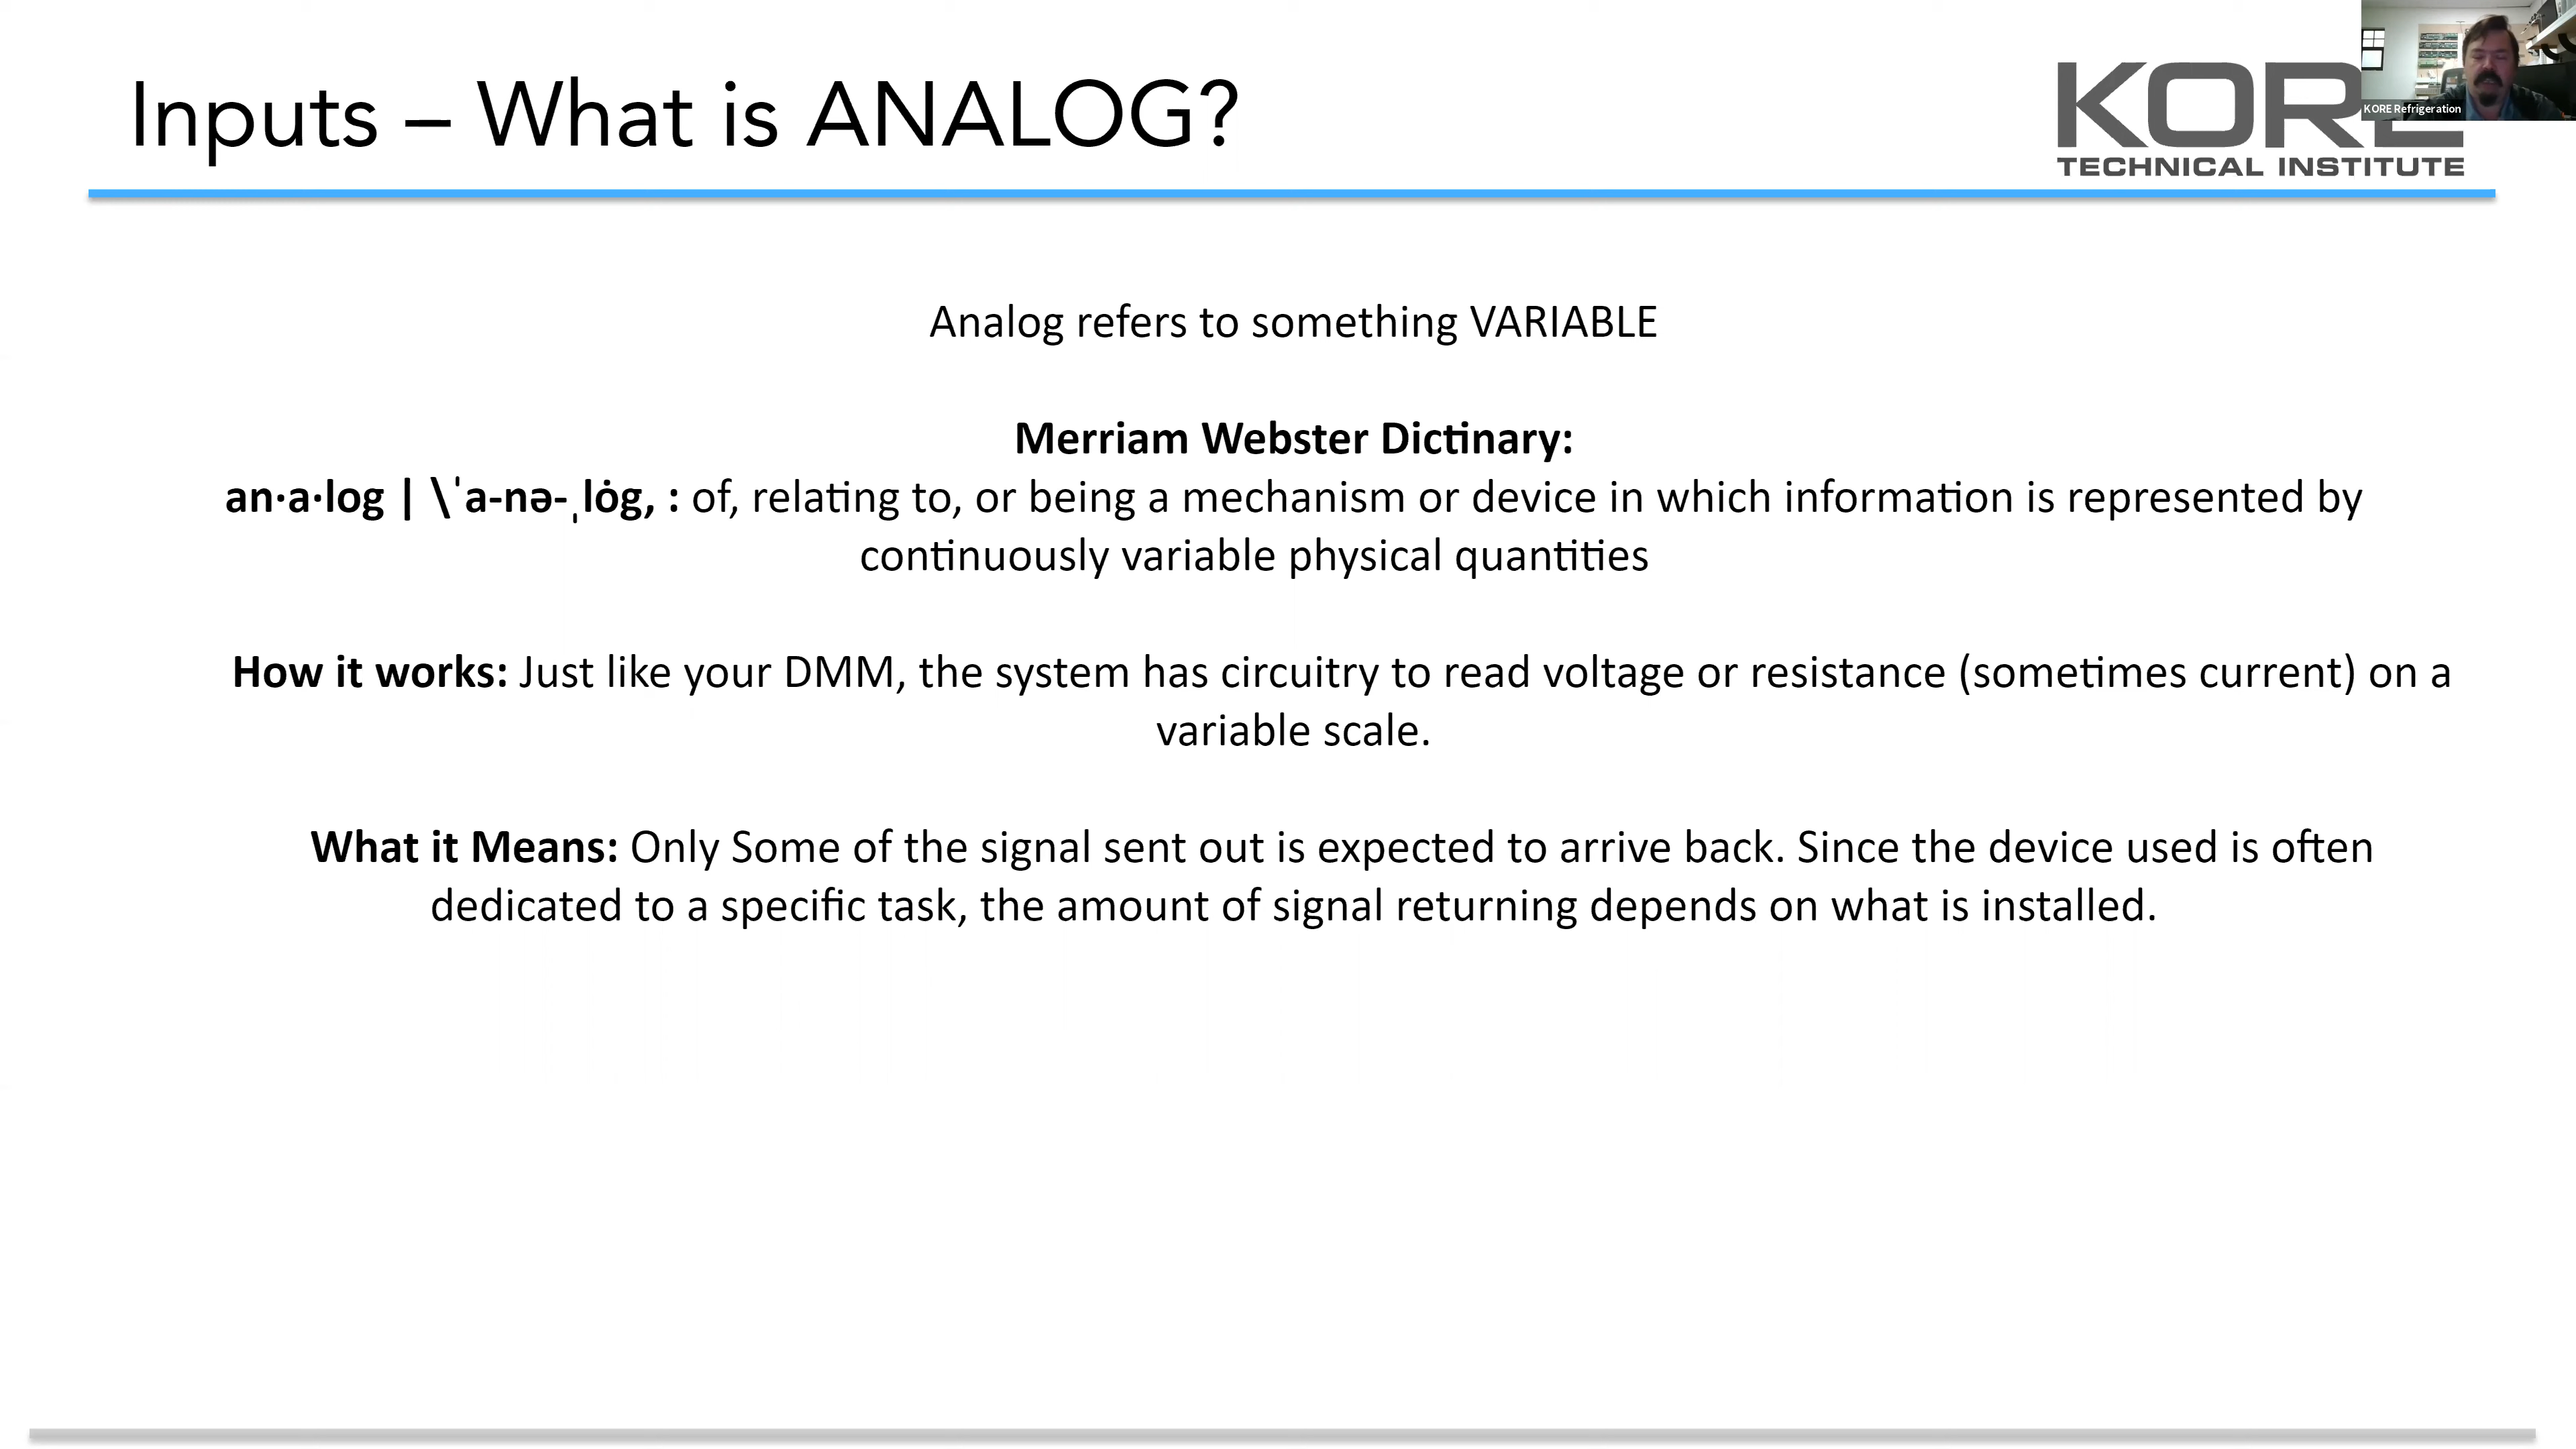 Inputs – What is ANALOG?
KORE
TECHNICAL INSTITUTE
KORE Refrigeration
Analog refers to something VARIABLE
Merriam Webster Dictinary:
an·a·log | \ˈa-nə-ˌlȯg, : of, relating to, or being a mechanism or device in which information is represented by
continuously variable physical quantities
How it works: Just like your DMM, the system has circuitry to read voltage or resistance (sometimes current) on a
variable scale.
What it Means: Only Some of the signal sent out is expected to arrive back. Since the device used is often
dedicated to a specific task, the amount of signal returning depends on what is installed.